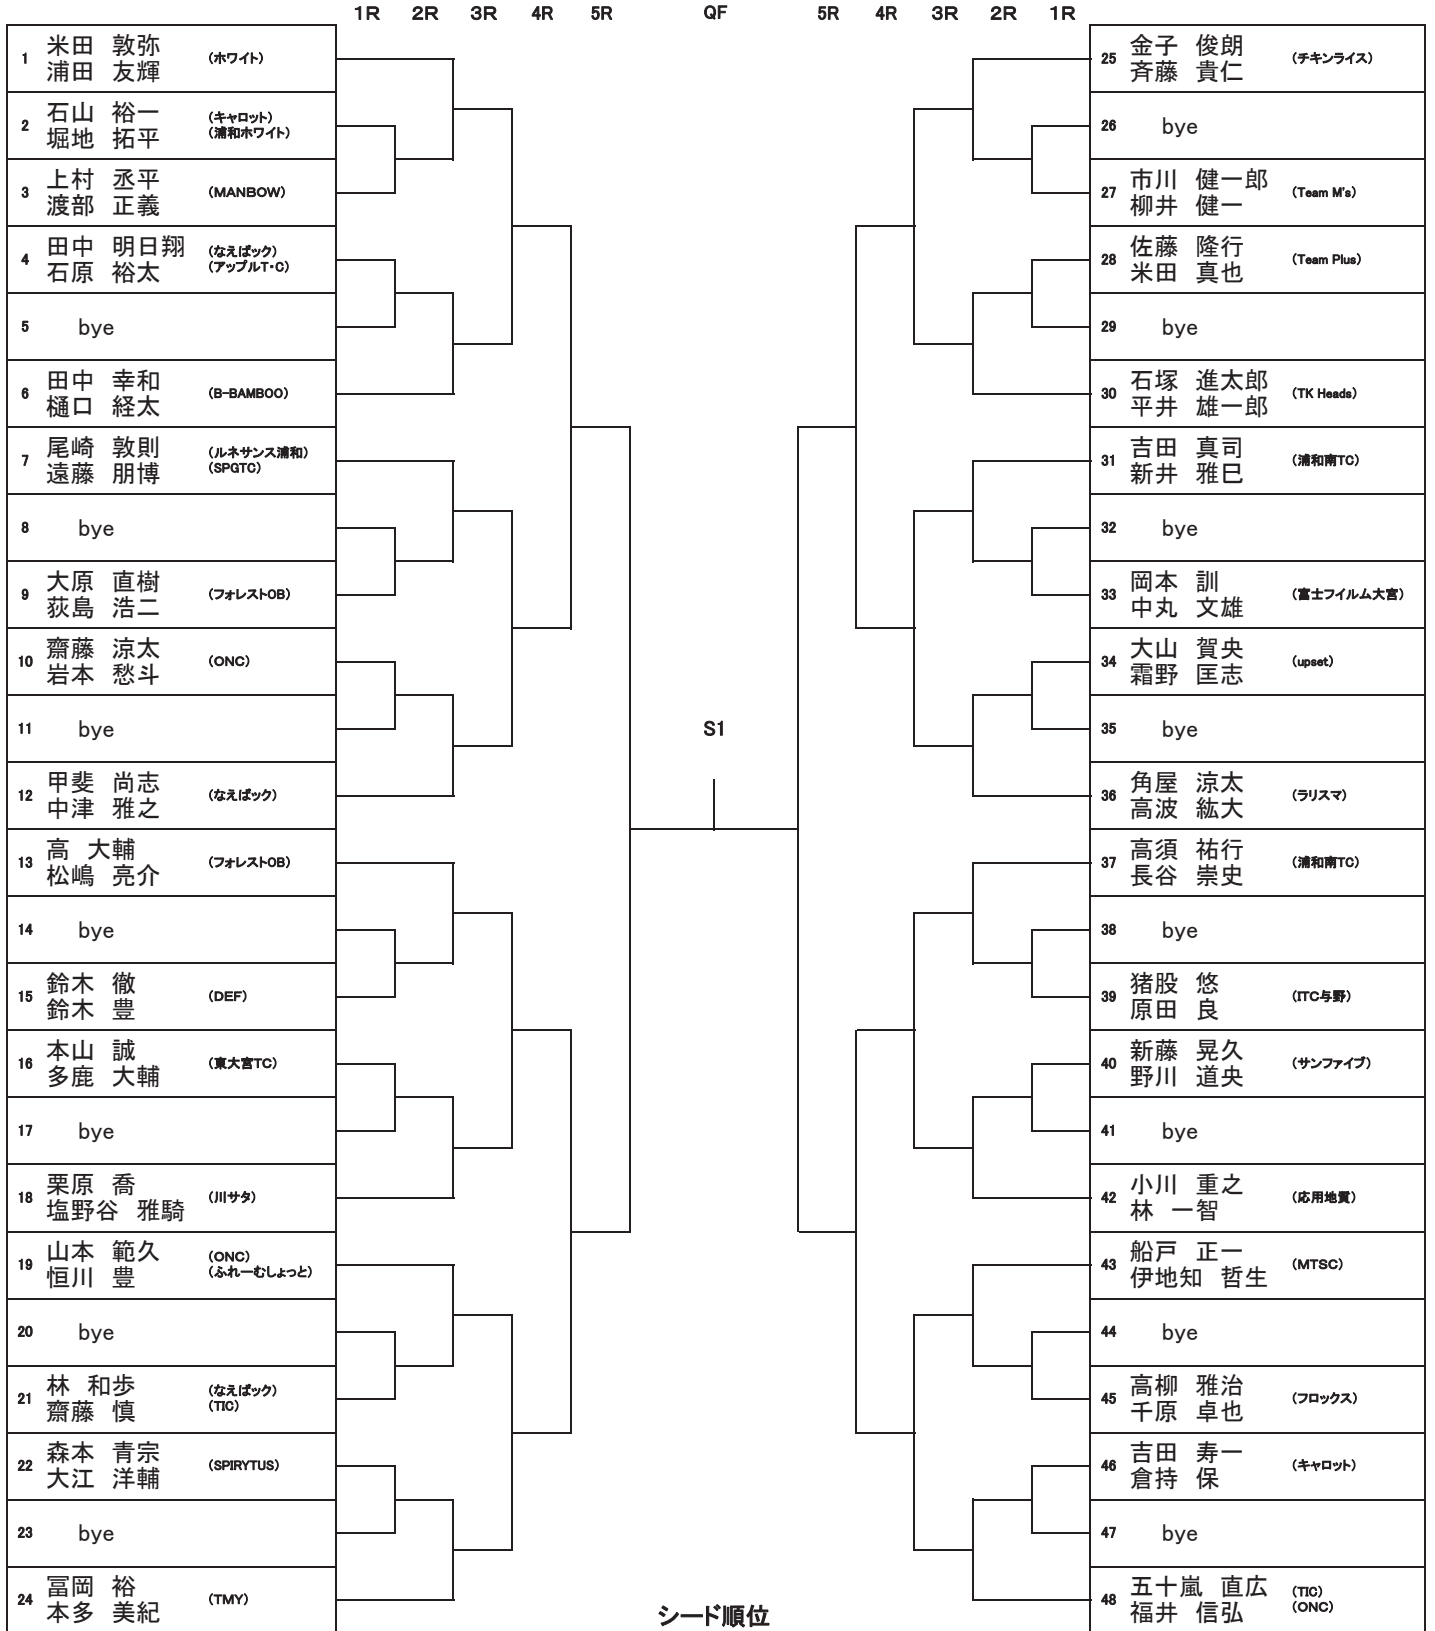 1R 2R 3R 4R 5R QF 5R 4R 3R 2R 1R
1 米田 敦弥 (ホワイト)
浦田 友輝
2 石山 裕一 (キャロット)
堀地 拓平 (浦和ホワイト)
3 上村 丞平 (MANBOW)
渡部 正義
4 田中 明日翔 (なえばック)
石原 裕太 (アップルT・C)
5 bye
6 田中 幸和 (B-BAMBOO)
樋口 経太
7 尾崎 敦則 (ルネサンス浦和)
遠藤 朋博 (SPGTC)
8 bye
9 大原 直樹 (フォレストOB)
荻島 浩二
10 齋藤 涼太 (ONC)
岩本 愁斗
11 bye
12 甲斐 尚志 (なえばック)
中津 雅之
13 高 大輔 (フォレストOB)
松嶋 亮介
14 bye
15 鈴木 徹 (DEF)
鈴木 豊
16 本山 誠 (東大宮TC)
多鹿 大輔
17 bye
18 栗原 喬 (川サタ)
塩野谷 雅騎
19 山本 範久 (ONC)
恒川 豊 (ふれーむしょっと)
20 bye
21 林 和歩 (なえばック)
齋藤 慎 (TIC)
22 森本 青宗 (SPIRYTUS)
大江 洋輔
23 bye
24 冨岡 裕 (TMY)
本多 美紀
S1
シード順位
25 金子 俊朗 (チキンライス)
斉藤 貴仁
26 bye
27 市川 健一郎 (Team M's)
柳井 健一
28 佐藤 隆行 (Team Plus)
米田 真也
29 bye
30 石塚 進太郎 (TK Heads)
平井 雄一郎
31 吉田 真司 (浦和南TC)
新井 雅巳
32 bye
33 岡本 訓 (富士フイルム大宮)
中丸 文雄
34 大山 賀央 (upset)
霜野 匡志
35 bye
36 角屋 涼太 (ラリスマ)
高波 紘大
37 高須 祐行 (浦和南TC)
長谷 崇史
38 bye
39 猪股 悠 (ITC与野)
原田 良
40 新藤 晃久 (サンファイブ)
野川 道央
41 bye
42 小川 重之 (応用地質)
林 一智
43 船戸 正一 (MTSC)
伊地知 哲生
44 bye
45 高柳 雅治 (フロックス)
千原 卓也
46 吉田 寿一 (キャロット)
倉持 保
47 bye
48 五十嵐 直広 (TIC)
福井 信弘 (ONC)